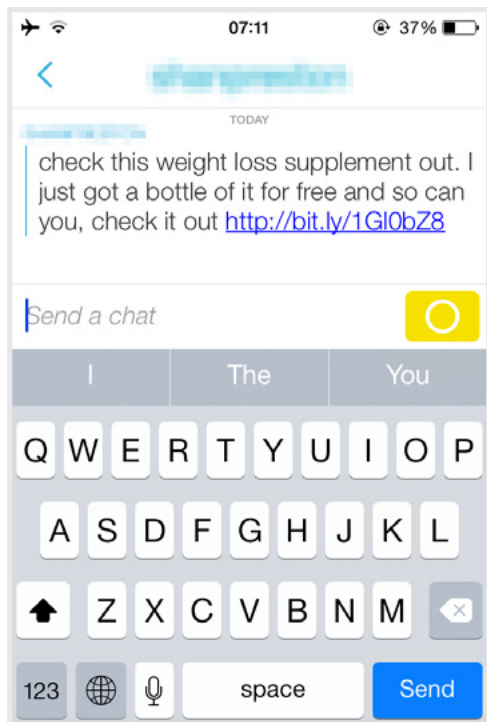 07:11
37%
TODAY
check this weight loss supplement out. I
just got a bottle of it for free and so can
you, check it out http://bit.ly/1Gl0bZ8
Send a chat
I The You
Q W E R T Y U I O P
A S D F G H J K L
Z X C V B N M
123 space Send